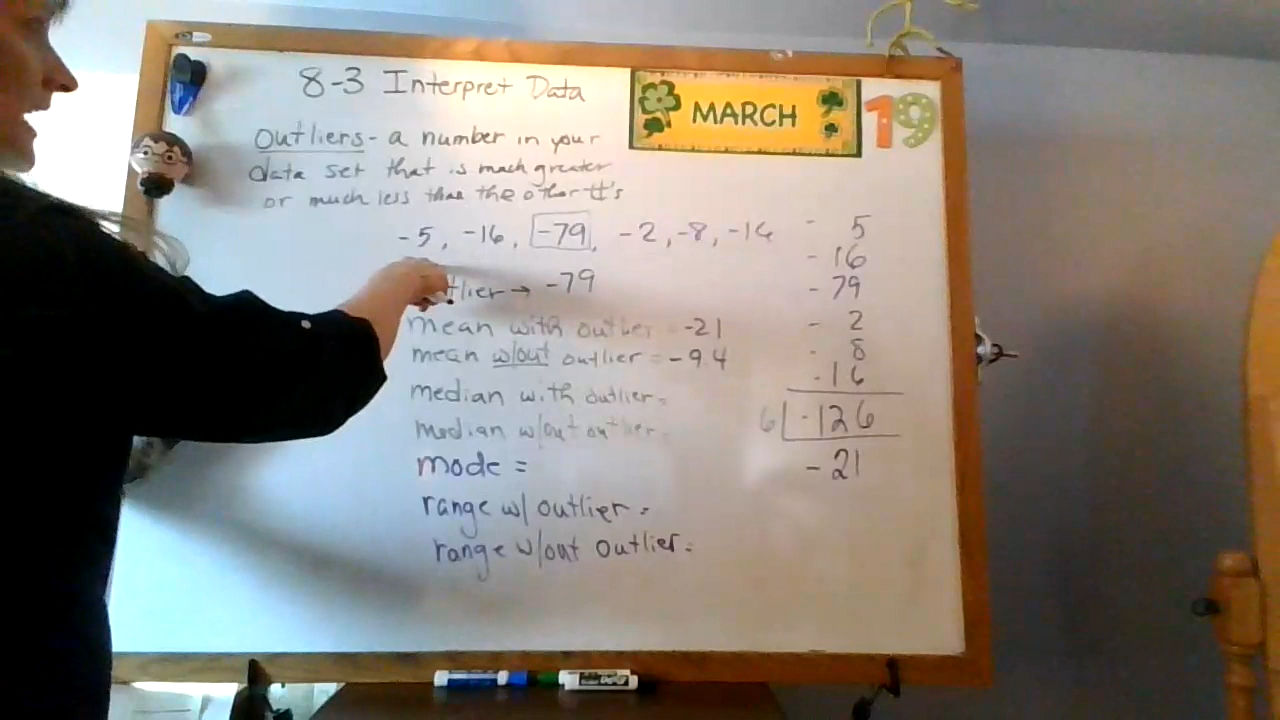 8-3 Interpret Data
MARCH 19
Outliers - a number in your
data set that is much greater
or much less than the other #'s
-5, -16, -79, -2, -8, -16
tlier → -79
mean with outlier = -21
mean w/out outlier = -9.4
median with outlier =
median w/out outlier =
mode =
range w/ outlier =
range w/out outlier =
- 5
- 16
- 79
- 2
- 8
-16
6 -126
- 21